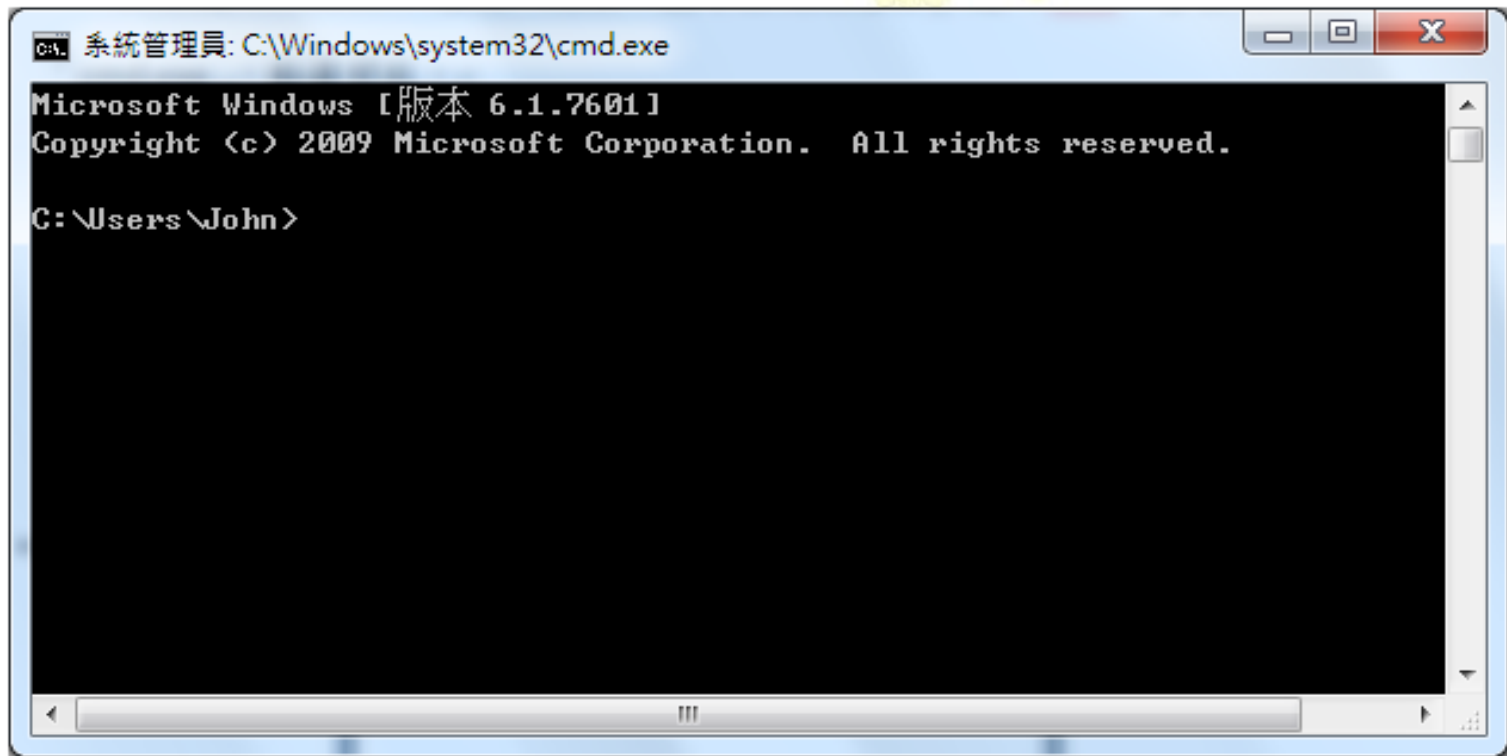 系統管理員: C:\Windows\system32\cmd.exe
Microsoft Windows [版本 6.1.7601]
Copyright (c) 2009 Microsoft Corporation.  All rights reserved.
C:\Users\John>